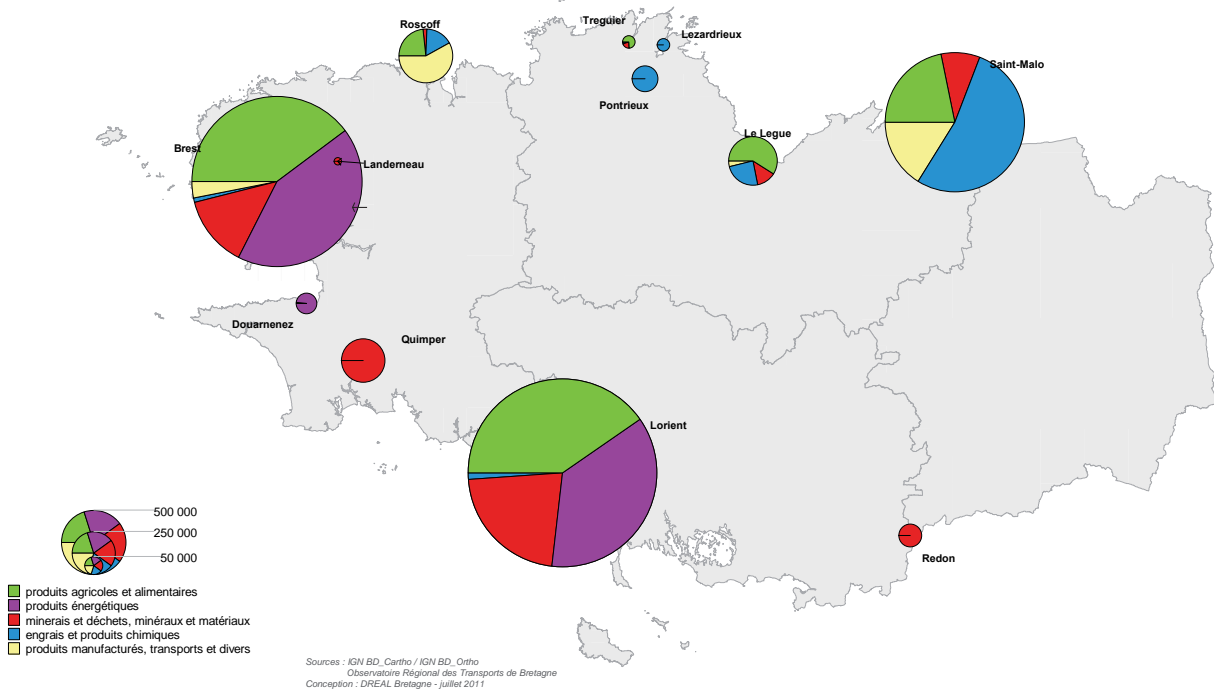 Treguier
Roscoff
Lezardrieux
Saint-Malo
Pontrieux
Le Legue
Brest
Landerneau
Douarnenez
Quimper
Lorient
Redon
500 000
250 000
50 000
produits agricoles et alimentaires
produits énergétiques
minerais et déchets, minéraux et matériaux
engrais et produits chimiques
produits manufacturés, transports et divers
Sources : IGN BD_Cartho / IGN BD_Ortho
Observatoire Régional des Transports de Bretagne
Conception : DREAL Bretagne - juillet 2011